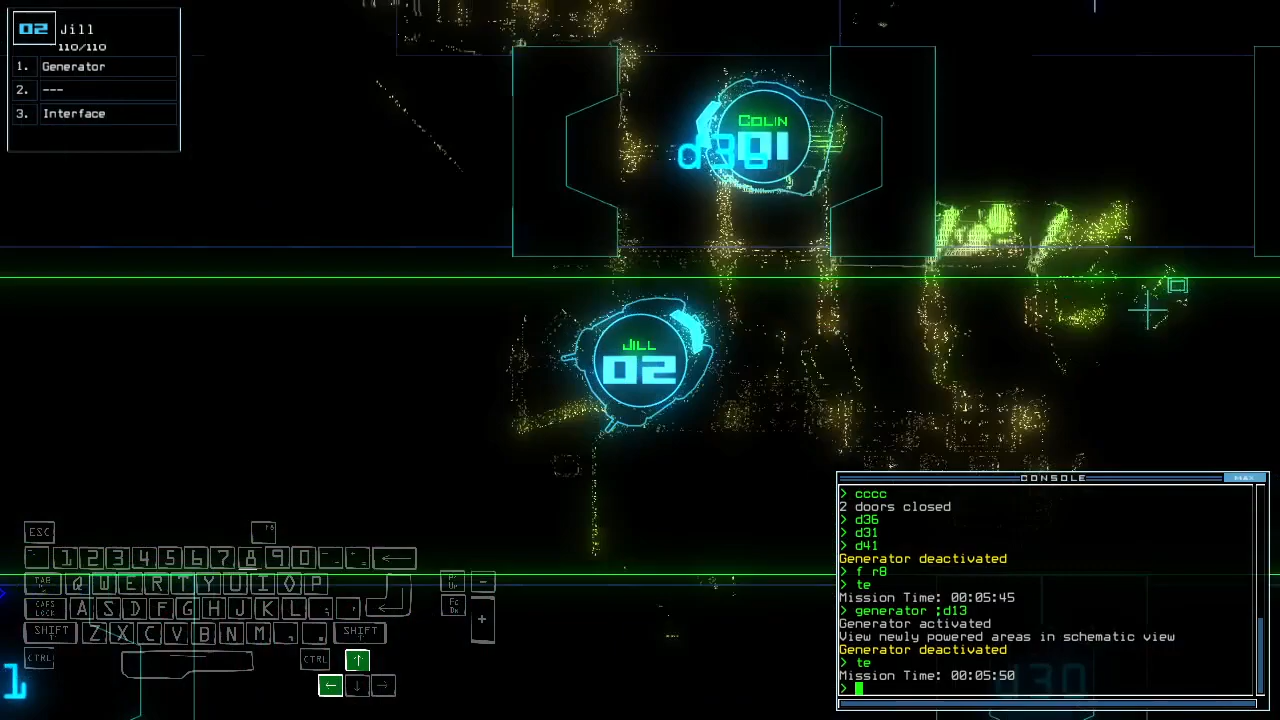 02 Jill
110/110
1. Generator
2. ---
3. Interface
COLIN
01
d36
JILL
02
CONSOLE
MAX
> cccc
2 doors closed
> d36
> d31
> d41
Generator deactivated
> f r8
> te
Mission Time: 00:05:45
> generator ;d13
Generator activated
View newly powered areas in schematic view
Generator deactivated
> te
Mission Time: 00:05:50
>
ESC
1 2 3 4 5 6 7 8 9 0
TAB Q W E R T Y U I O P
CAPS LOCK A S D F G H J K L
SHIFT Z X C V B N M SHIFT
CTRL CTRL
1